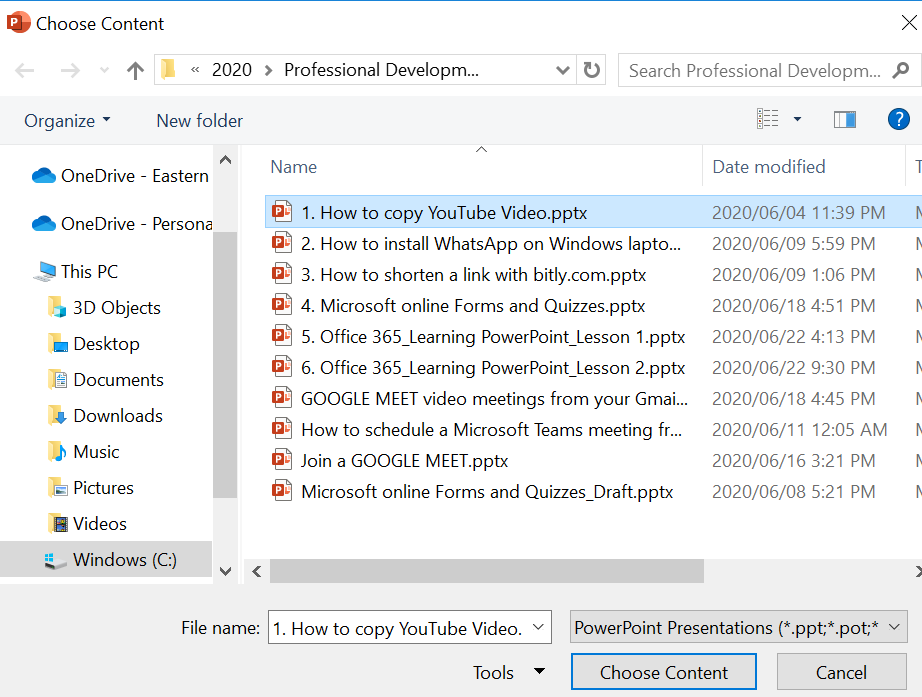 Choose Content
« 2020 > Professional Developm...
Search Professional Developm...
Organize
New folder
?
Name
Date modified
OneDrive - Eastern
OneDrive - Persona
This PC
3D Objects
Desktop
Documents
Downloads
Music
Pictures
Videos
Windows (C:)
1. How to copy YouTube Video.pptx 2020/06/04 11:39 PM
2. How to install WhatsApp on Windows lapto... 2020/06/09 5:59 PM
3. How to shorten a link with bitly.com.pptx 2020/06/09 1:06 PM
4. Microsoft online Forms and Quizzes.pptx 2020/06/18 4:51 PM
5. Office 365_Learning PowerPoint_Lesson 1.pptx 2020/06/22 4:13 PM
6. Office 365_Learning PowerPoint_Lesson 2.pptx 2020/06/22 9:30 PM
GOOGLE MEET video meetings from your Gmai... 2020/06/18 4:45 PM
How to schedule a Microsoft Teams meeting fr... 2020/06/11 12:05 AM
Join a GOOGLE MEET.pptx 2020/06/16 3:21 PM
Microsoft online Forms and Quizzes_Draft.pptx 2020/06/08 5:21 PM
File name: 1. How to copy YouTube Video. PowerPoint Presentations (*.ppt;*.pot;*
Tools
Choose Content
Cancel